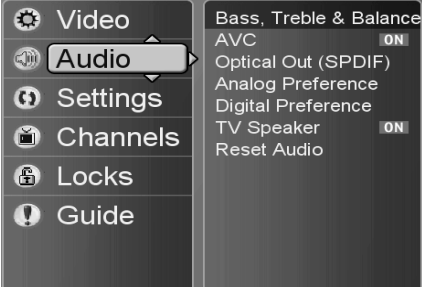 Video
Audio
Settings
Channels
Locks
Guide
Bass, Treble & Balance
AVC ON
Optical Out (SPDIF)
Analog Preference
Digital Preference
TV Speaker ON
Reset Audio